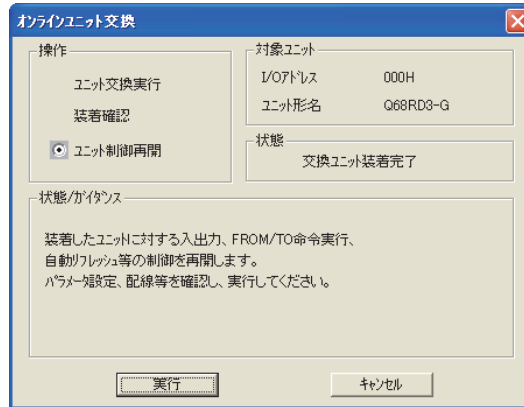 オンラインユニット交換
操作
ユニット交換実行
装着確認
ユニット制御再開
対象ユニット
I/Oアドレス 000H
ユニット形名 Q68RD3-G
状態
交換ユニット装着完了
状態/ガイダンス
装着したユニットに対する入出力、FROM/TO命令実行、
自動リフレッシュ等の制御を再開します。
パラメータ設定、配線等を確認し、実行してください。
実行 キャンセル